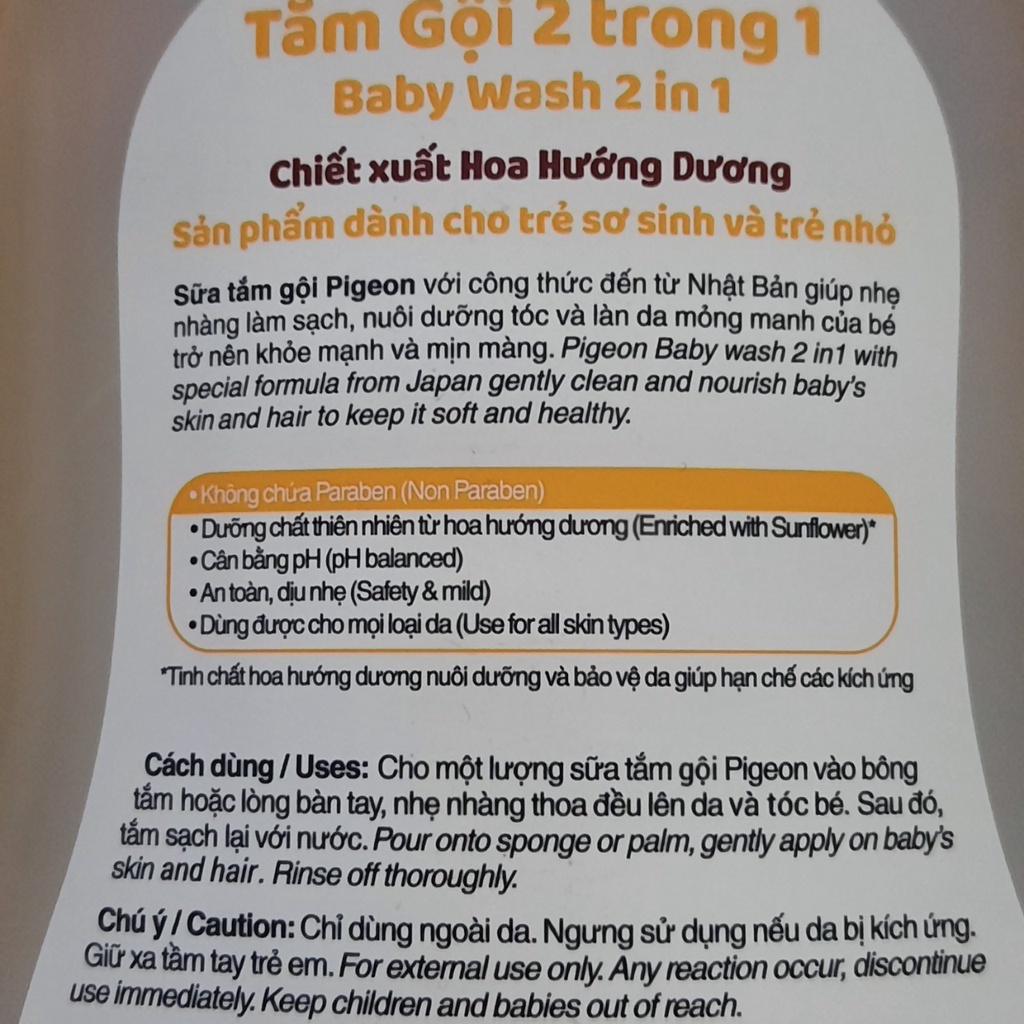 Tắm Gội 2 trong 1
Baby Wash 2 in 1
Chiết xuất Hoa Hướng Dương
Sản phẩm dành cho trẻ sơ sinh và trẻ nhỏ
Sữa tắm gội Pigeon với công thức đến từ Nhật Bản giúp nhẹ
nhàng làm sạch, nuôi dưỡng tóc và làn da mỏng manh của bé
trở nên khỏe mạnh và mịn màng. Pigeon Baby wash 2 in1 with
special formula from Japan gently clean and nourish baby's
skin and hair to keep it soft and healthy.
• Không chứa Paraben (Non Paraben)
• Dưỡng chất thiên nhiên từ hoa hướng dương (Enriched with Sunflower)*
• Cân bằng pH (pH balanced)
• An toàn, dịu nhẹ (Safety & mild)
• Dùng được cho mọi loại da (Use for all skin types)
*Tinh chất hoa hướng dương nuôi dưỡng và bảo vệ da giúp hạn chế các kích ứng
Cách dùng / Uses: Cho một lượng sữa tắm gội Pigeon vào bông
tắm hoặc lòng bàn tay, nhẹ nhàng thoa đều lên da và tóc bé. Sau đó,
tắm sạch lại với nước. Pour onto sponge or palm, gently apply on baby's
skin and hair. Rinse off thoroughly.
Chú ý / Caution: Chỉ dùng ngoài da. Ngưng sử dụng nếu da bị kích ứng.
Giữ xa tầm tay trẻ em. For external use only. Any reaction occur, discontinue
use immediately. Keep children and babies out of reach.